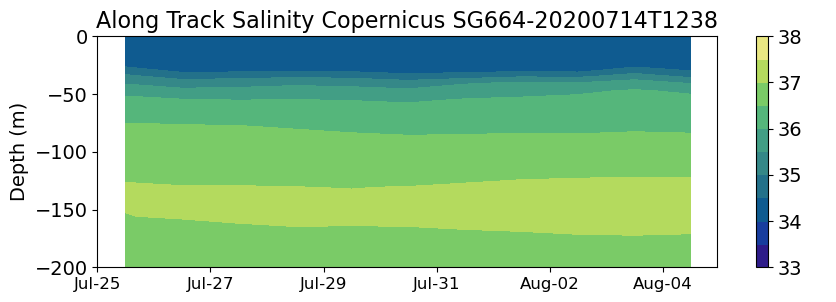 Along Track Salinity Copernicus SG664-20200714T1238
0
−50
−100
−150
−200
Depth (m)
Jul-25
Jul-27
Jul-29
Jul-31
Aug-02
Aug-04
38
37
36
35
34
33